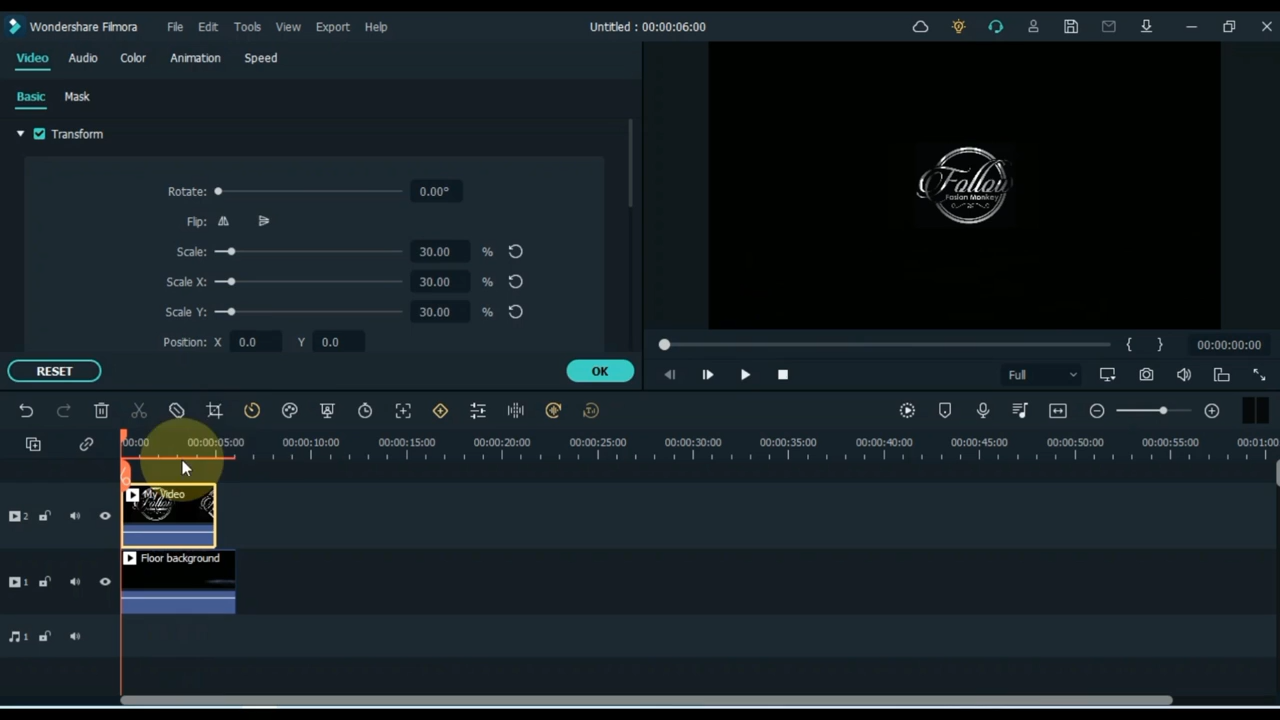 Wondershare Filmora File Edit Tools View Export Help Untitled : 00:00:06:00
Video Audio Color Animation Speed
Basic Mask
Transform
Rotate: 0.00°
Flip:
Scale: 30.00 %
Scale X: 30.00 %
Scale Y: 30.00 %
Position: X 0.0 Y 0.0
RESET OK
Follow
Fasion Monkey
{ } 00:00:00:00
Full
00:00 00:00:05:00 00:00:10:00 00:00:15:00 00:00:20:00 00:00:25:00 00:00:30:00 00:00:35:00 00:00:40:00 00:00:45:00 00:00:50:00 00:00:55:00 00:01:00
2 My Video
1 Floor background
1